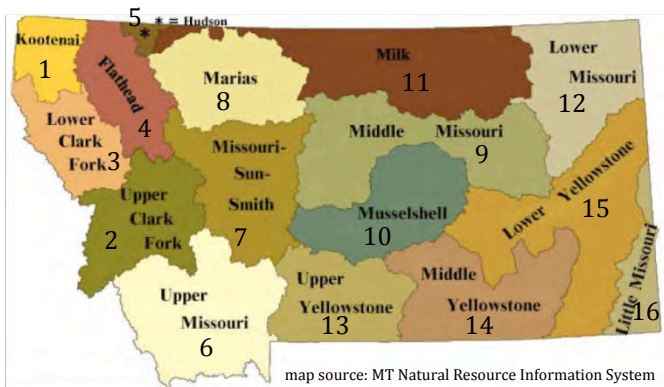 5 * = Hudson
*
Kootenai
1
Flathead
4
Marias
8
Milk
11
Lower
Missouri
12
Lower
Clark
Fork 3
Missouri-
Sun-
Smith
7
Middle Missouri
9
Upper
Clark
Fork
2
Musselshell
10
Lower Yellowstone
15
Upper
Missouri
6
Upper
Yellowstone
13
Middle
Yellowstone
14
Little Missouri
16
map source: MT Natural Resource Information System